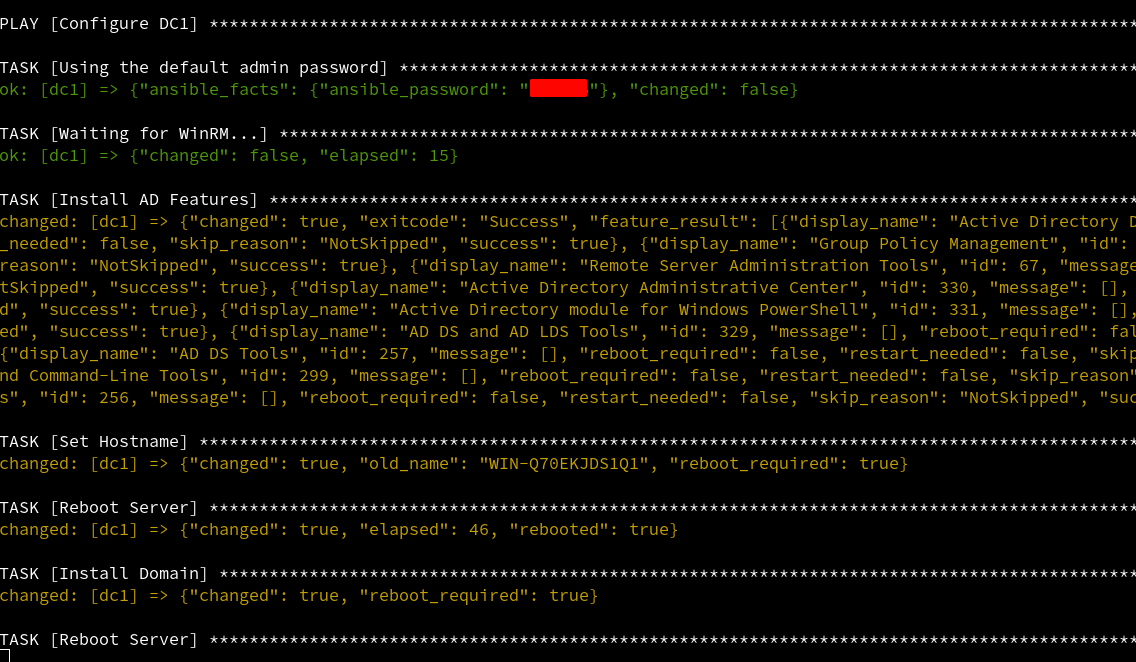 PLAY [Configure DC1] *********************************************************************************************
TASK [Using the default admin password] **************************************************************************
ok: [dc1] => {"ansible_facts": {"ansible_password": ""}, "changed": false}
TASK [Waiting for WinRM...] **************************************************************************************
ok: [dc1] => {"changed": false, "elapsed": 15}
TASK [Install AD Features] ***************************************************************************************
changed: [dc1] => {"changed": true, "exitcode": "Success", "feature_result": [{"display_name": "Active Directory D
_needed": false, "skip_reason": "NotSkipped", "success": true}, {"display_name": "Group Policy Management", "id":
reason": "NotSkipped", "success": true}, {"display_name": "Remote Server Administration Tools", "id": 67, "message
tSkipped", "success": true}, {"display_name": "Active Directory Administrative Center", "id": 330, "message": [],
d", "success": true}, {"display_name": "Active Directory module for Windows PowerShell", "id": 331, "message": [],
ed", "success": true}, {"display_name": "AD DS and AD LDS Tools", "id": 329, "message": [], "reboot_required": fal
{"display_name": "AD DS Tools", "id": 257, "message": [], "reboot_required": false, "restart_needed": false, "skip
nd Command-Line Tools", "id": 299, "message": [], "reboot_required": false, "restart_needed": false, "skip_reason"
s", "id": 256, "message": [], "reboot_required": false, "restart_needed": false, "skip_reason": "NotSkipped", "suc
TASK [Set Hostname] **********************************************************************************************
changed: [dc1] => {"changed": true, "old_name": "WIN-Q70EKJDS1Q1", "reboot_required": true}
TASK [Reboot Server] *********************************************************************************************
changed: [dc1] => {"changed": true, "elapsed": 46, "rebooted": true}
TASK [Install Domain] ********************************************************************************************
changed: [dc1] => {"changed": true, "reboot_required": true}
TASK [Reboot Server] *********************************************************************************************